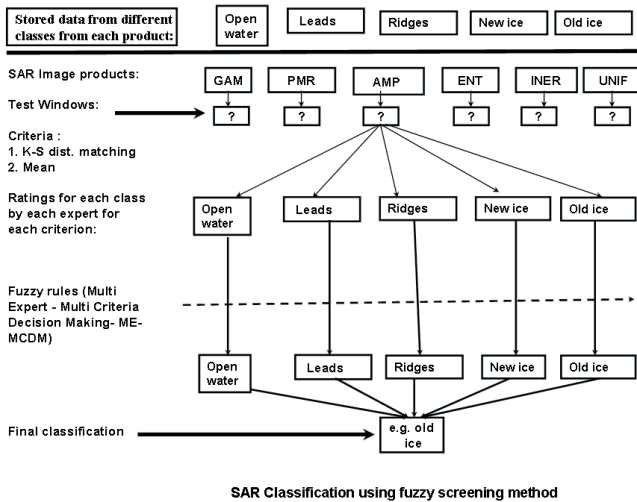 Stored data from different
classes from each product:
Open
water
Leads
Ridges
New ice
Old ice
SAR Image products:
GAM
PMR
AMP
ENT
INER
UNIF
Test Windows:
?
?
?
?
?
?
Criteria :
1. K-S dist. matching
2. Mean
Ratings for each class
by each expert for
each criterion:
Open
water
Leads
Ridges
New ice
Old ice
Fuzzy rules (Multi
Expert - Multi Criteria
Decision Making- ME-
MCDM)
Open
water
Leads
Ridges
New ice
Old ice
Final classification
e.g. old
ice
SAR Classification using fuzzy screening method